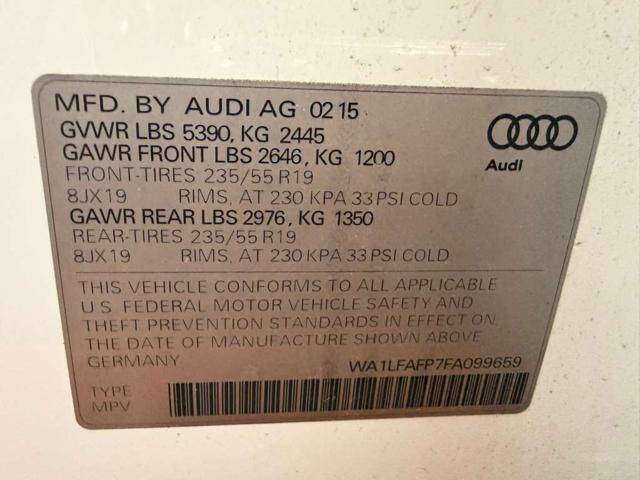 MFD. BY AUDI AG 02 15
GVWR LBS 5390, KG 2445
GAWR FRONT LBS 2646, KG 1200
FRONT-TIRES 235/55 R19
8JX19 RIMS, AT 230 KPA 33 PSI COLD
GAWR REAR LBS 2976, KG 1350
REAR-TIRES 235/55 R19
8JX19 RIMS, AT 230 KPA 33 PSI COLD
Audi
THIS VEHICLE CONFORMS TO ALL APPLICABLE
U.S. FEDERAL MOTOR VEHICLE SAFETY AND
THEFT PREVENTION STANDARDS IN EFFECT ON
THE DATE OF MANUFACTURE SHOWN ABOVE.
GERMANY WA1LFAFP7FA099659
TYPE
MPV